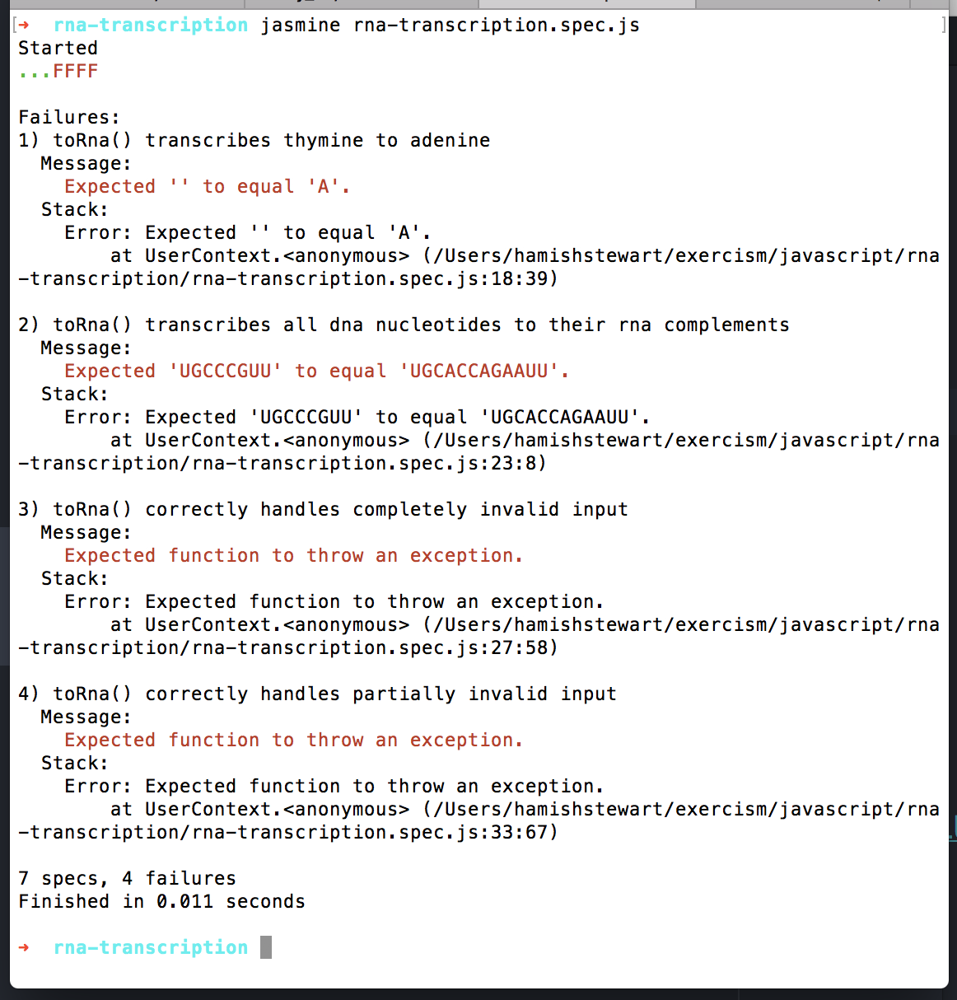 [➜  rna-transcription jasmine rna-transcription.spec.js ]
Started
...FFFF
Failures:
1) toRna() transcribes thymine to adenine
  Message:
    Expected '' to equal 'A'.
  Stack:
    Error: Expected '' to equal 'A'.
        at UserContext.<anonymous> (/Users/hamishstewart/exercism/javascript/rna
-transcription/rna-transcription.spec.js:18:39)
2) toRna() transcribes all dna nucleotides to their rna complements
  Message:
    Expected 'UGCCCGUU' to equal 'UGCACCAGAAUU'.
  Stack:
    Error: Expected 'UGCCCGUU' to equal 'UGCACCAGAAUU'.
        at UserContext.<anonymous> (/Users/hamishstewart/exercism/javascript/rna
-transcription/rna-transcription.spec.js:23:8)
3) toRna() correctly handles completely invalid input
  Message:
    Expected function to throw an exception.
  Stack:
    Error: Expected function to throw an exception.
        at UserContext.<anonymous> (/Users/hamishstewart/exercism/javascript/rna
-transcription/rna-transcription.spec.js:27:58)
4) toRna() correctly handles partially invalid input
  Message:
    Expected function to throw an exception.
  Stack:
    Error: Expected function to throw an exception.
        at UserContext.<anonymous> (/Users/hamishstewart/exercism/javascript/rna
-transcription/rna-transcription.spec.js:33:67)
7 specs, 4 failures
Finished in 0.011 seconds
➜  rna-transcription